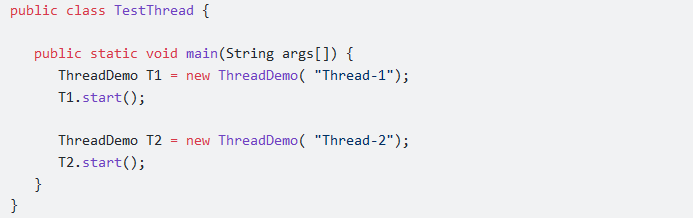 public class TestThread {
public static void main(String args[]) {
ThreadDemo T1 = new ThreadDemo( "Thread-1");
T1.start();
ThreadDemo T2 = new ThreadDemo( "Thread-2");
T2.start();
}
}